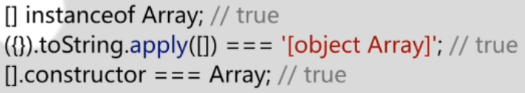 [] instanceof Array; // true
({}).toString.apply([]) === '[object Array]'; // true
[].constructor === Array; // true